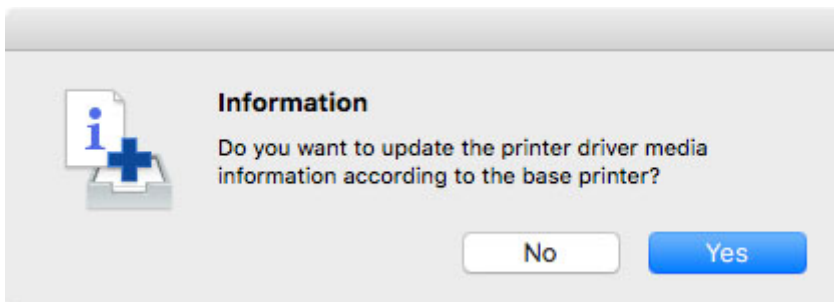 Information
Do you want to update the printer driver media
information according to the base printer?
No Yes